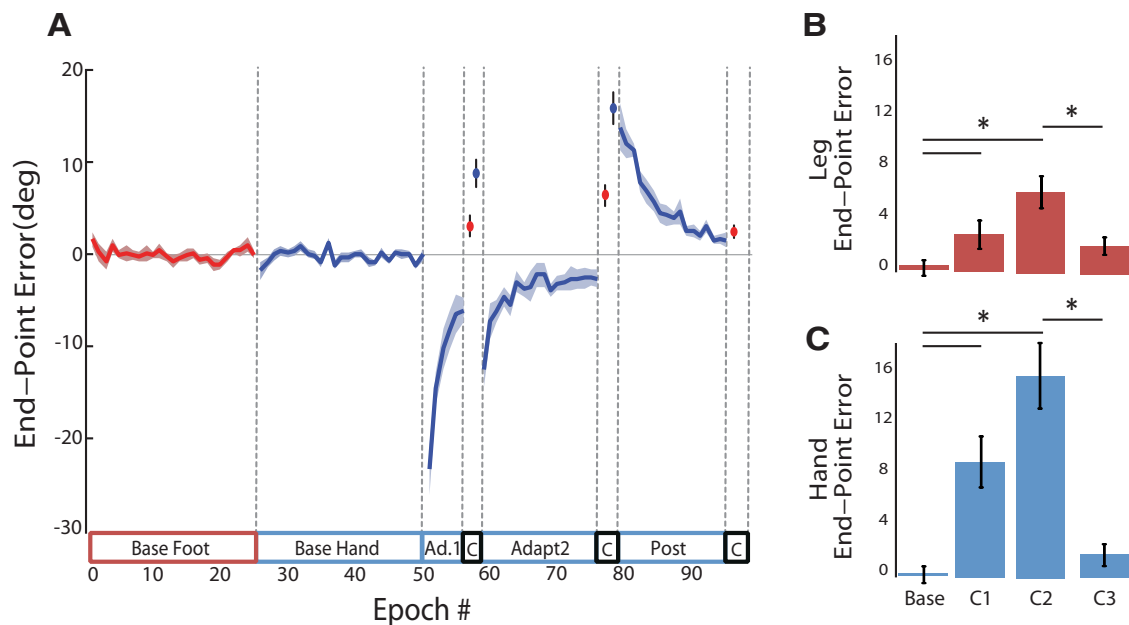 A
20
10
0
-10
-20
-30
End-Point Error(deg)
Base Foot
Base Hand
Ad.1
C
Adapt2
C
Post
C
0 10 20 30 40 50 60 70 80 90
Epoch #
B
16
12
8
4
0
Leg
End-Point Error
*
*
C
16
12
8
4
0
Hand
End-Point Error
*
*
Base C1 C2 C3